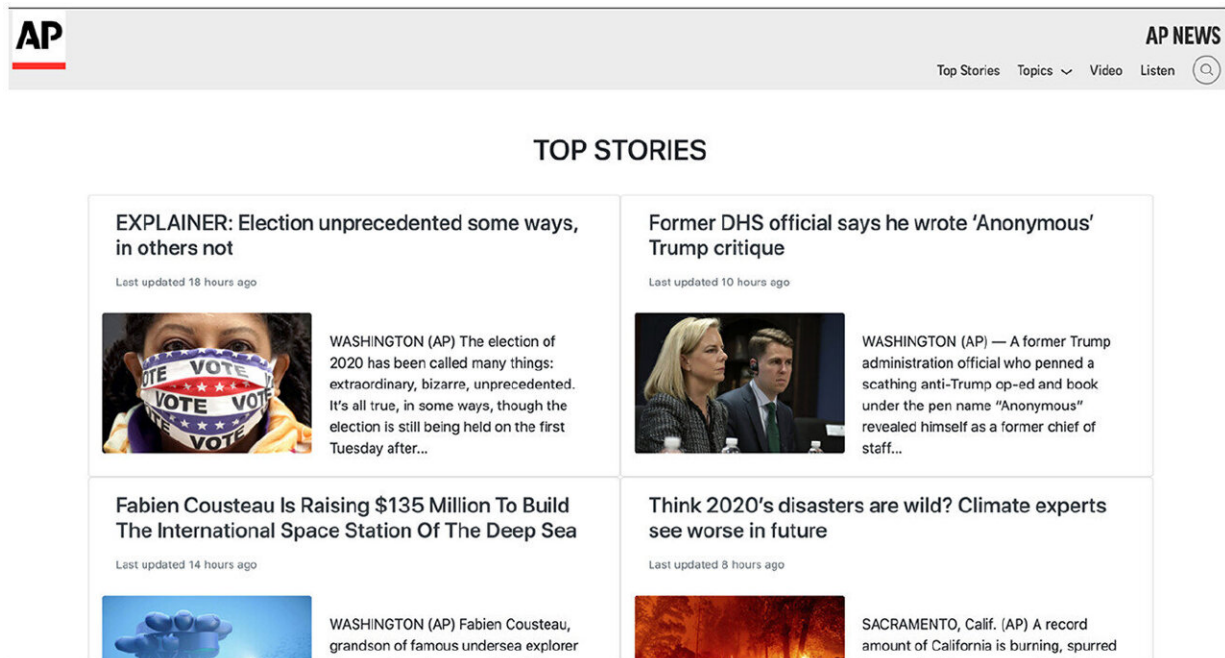 AP
AP NEWS
Top Stories Topics Video Listen
TOP STORIES
EXPLAINER: Election unprecedented some ways,
in others not
Last updated 18 hours ago
OTE VOTE V
VOTE VOT
TE VOTE
WASHINGTON (AP) The election of
2020 has been called many things:
extraordinary, bizarre, unprecedented.
It's all true, in some ways, though the
election is still being held on the first
Tuesday after...
Former DHS official says he wrote ‘Anonymous’
Trump critique
Last updated 10 hours ago
WASHINGTON (AP) — A former Trump
administration official who penned a
scathing anti-Trump op-ed and book
under the pen name “Anonymous”
revealed himself as a former chief of
staff...
Fabien Cousteau Is Raising $135 Million To Build
The International Space Station Of The Deep Sea
Last updated 14 hours ago
WASHINGTON (AP) Fabien Cousteau,
grandson of famous undersea explorer
Think 2020’s disasters are wild? Climate experts
see worse in future
Last updated 8 hours ago
SACRAMENTO, Calif. (AP) A record
amount of California is burning, spurred